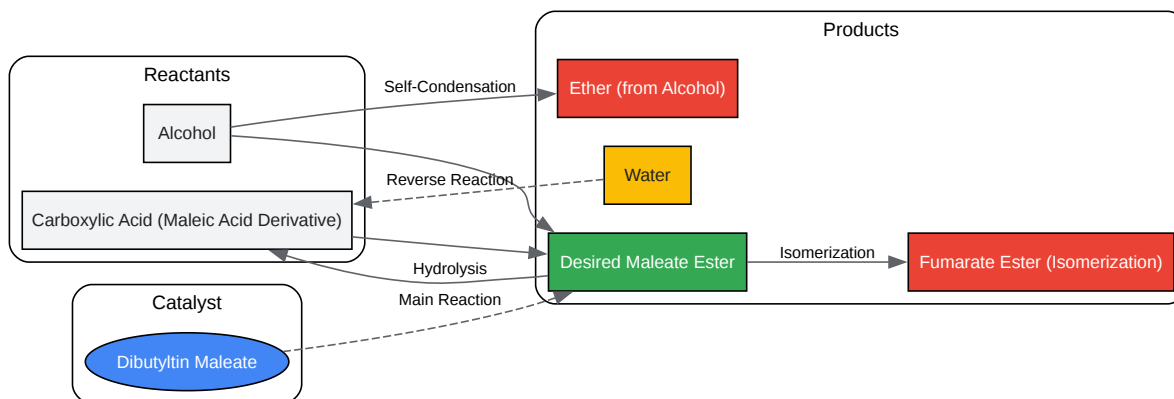 Products
Reactants
Self-Condensation
Ether (from Alcohol)
Alcohol
Water
Reverse Reaction
Carboxylic Acid (Maleic Acid Derivative)
Desired Maleate Ester
Isomerization
Fumarate Ester (Isomerization)
Hydrolysis
Main Reaction
Catalyst
Dibutyltin Maleate